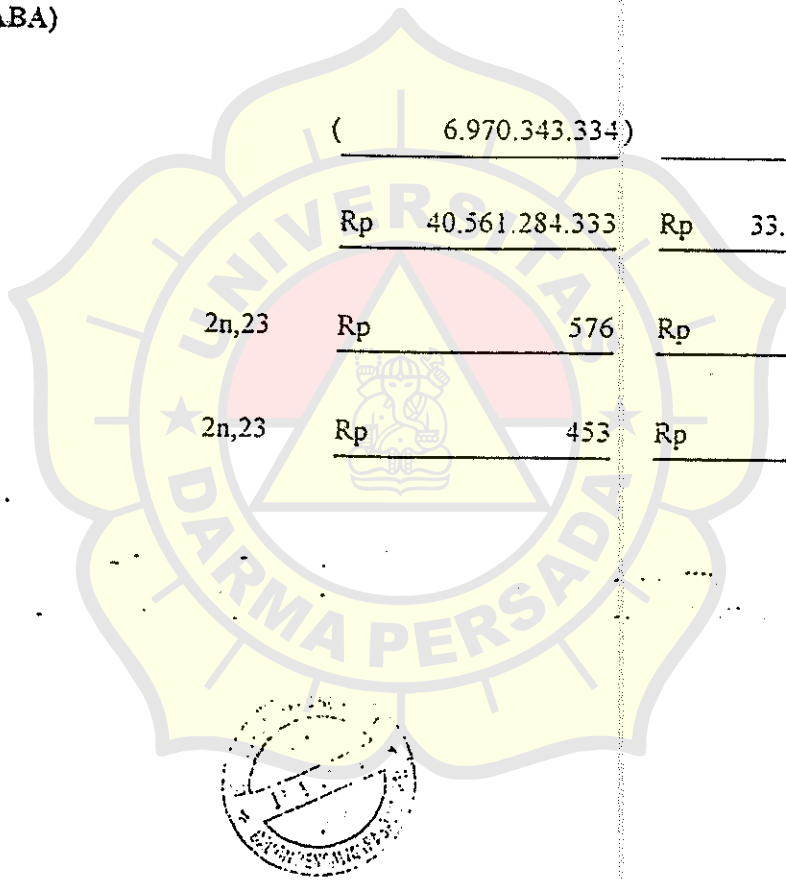 ABA)
( 6.970.343.334)
Rp 40.561.284.333 Rp 33.
2n,23 Rp 576 Rp
2n,23 Rp 453 Rp
UNIVERSITAS
DARMA PERSADA